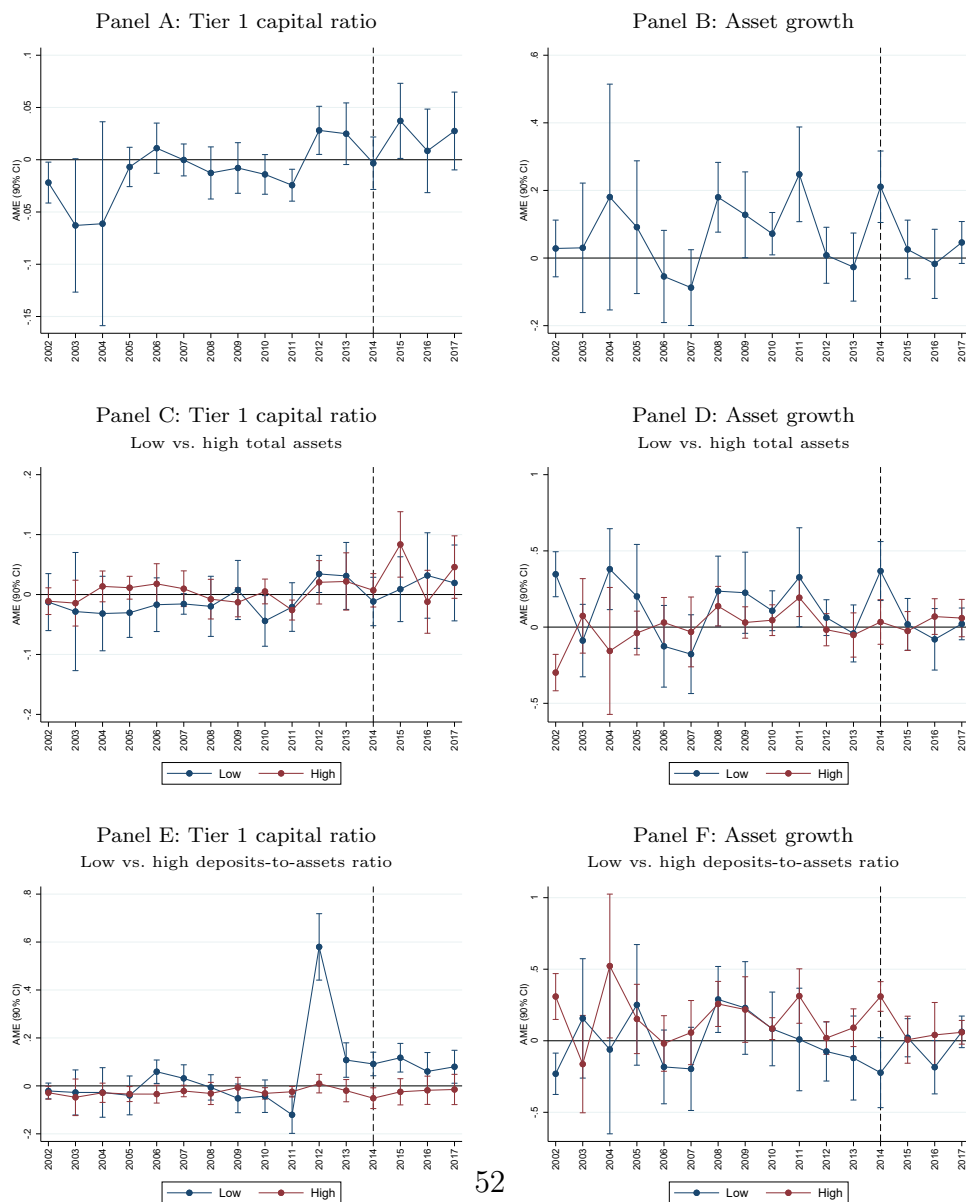 Panel A: Tier 1 capital ratio
AME (90% CI)
.1
.05
0
-.05
-.1
-.15
2002 2003 2004 2005 2006 2007 2008 2009 2010 2011 2012 2013 2014 2015 2016 2017
Panel B: Asset growth
AME (90% CI)
.6
.4
.2
0
-.2
2002 2003 2004 2005 2006 2007 2008 2009 2010 2011 2012 2013 2014 2015 2016 2017
Panel C: Tier 1 capital ratio
Low vs. high total assets
AME (90% CI)
.2
.1
0
-.1
-.2
2002 2003 2004 2005 2006 2007 2008 2009 2010 2011 2012 2013 2014 2015 2016 2017
Low High
Panel D: Asset growth
Low vs. high total assets
AME (90% CI)
1
.5
0
-.5
2002 2003 2004 2005 2006 2007 2008 2009 2010 2011 2012 2013 2014 2015 2016 2017
Low High
Panel E: Tier 1 capital ratio
Low vs. high deposits-to-assets ratio
AME (90% CI)
.8
.6
.4
.2
0
-.2
2002 2003 2004 2005 2006 2007 2008 2009 2010 2011 2012 2013 2014 2015 2016 2017
Low High
Panel F: Asset growth
Low vs. high deposits-to-assets ratio
AME (90% CI)
1
.5
0
-.5
2002 2003 2004 2005 2006 2007 2008 2009 2010 2011 2012 2013 2014 2015 2016 2017
Low High
52